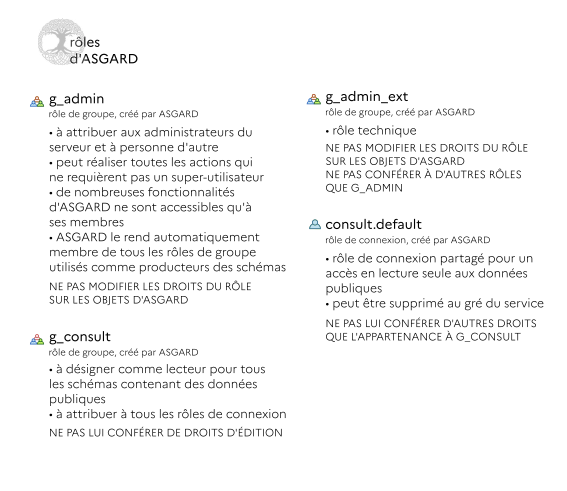 rôles
d'ASGARD
g_admin
rôle de groupe, créé par ASGARD
• à attribuer aux administrateurs du
serveur et à personne d'autre
• peut réaliser toutes les actions qui
ne requièrent pas un super-utilisateur
• de nombreuses fonctionnalités
d'ASGARD ne sont accessibles qu'à
ses membres
• ASGARD le rend automatiquement
membre de tous les rôles de groupe
utilisés comme producteurs des schémas
NE PAS MODIFIER LES DROITS DU RÔLE
SUR LES OBJETS D'ASGARD
g_consult
rôle de groupe, créé par ASGARD
• à désigner comme lecteur pour tous
les schémas contenant des données
publiques
• à attribuer à tous les rôles de connexion
NE PAS LUI CONFÉRER DE DROITS D'ÉDITION
g_admin_ext
rôle de groupe, créé par ASGARD
• rôle technique
NE PAS MODIFIER LES DROITS DU RÔLE
SUR LES OBJETS D'ASGARD
NE PAS CONFÉRER À D'AUTRES RÔLES
QUE G_ADMIN
consult.default
rôle de connexion, créé par ASGARD
• rôle de connexion partagé pour un
accès en lecture seule aux données
publiques
• peut être supprimé au gré du service
NE PAS LUI CONFÉRER D'AUTRES DROITS
QUE L'APPARTENANCE À G_CONSULT